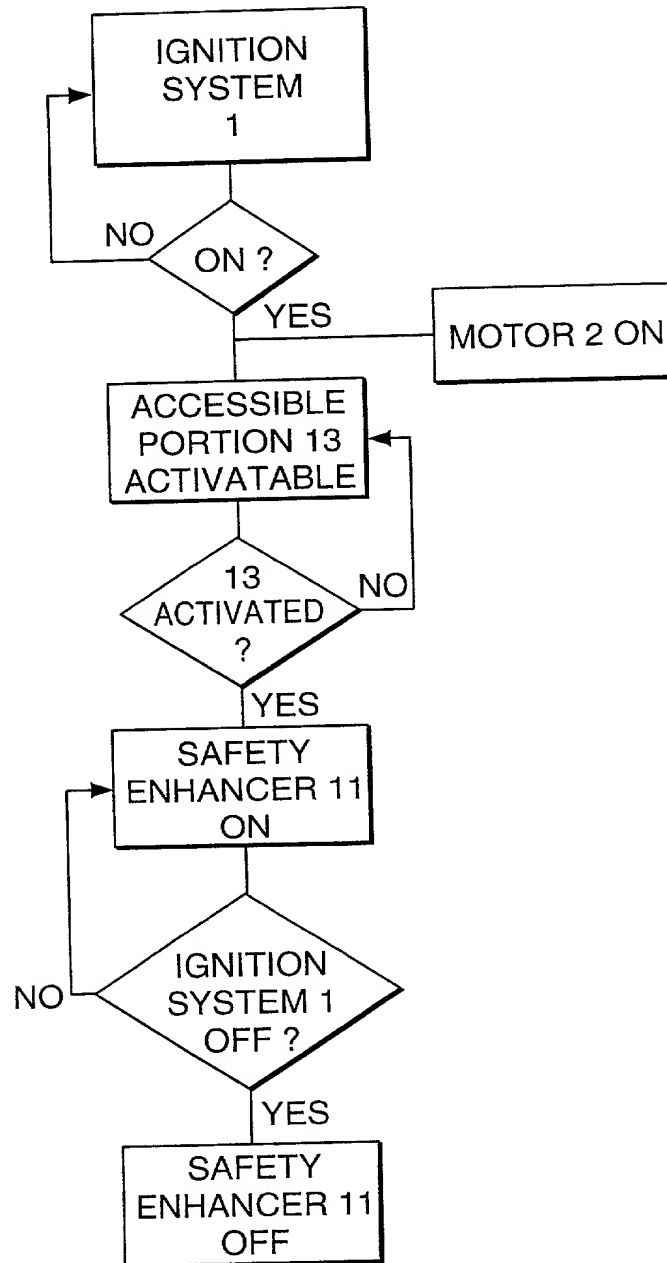 IGNITION
SYSTEM
1
NO
ON ?
YES
MOTOR 2 ON
ACCESSIBLE
PORTION 13
ACTIVATABLE
13
ACTIVATED
?
NO
YES
SAFETY
ENHANCER 11
ON
IGNITION
SYSTEM 1
OFF ?
NO
YES
SAFETY
ENHANCER 11
OFF